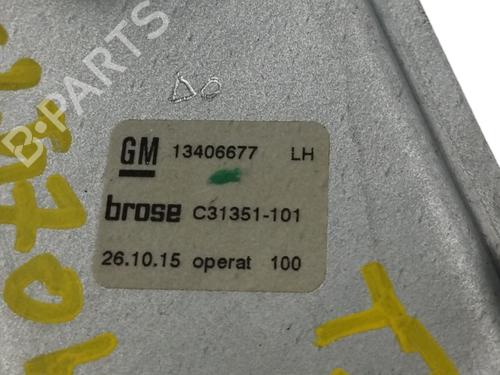 B-PARTS
GM 13406677 LH
brose C31351-101
26.10.15 operat 100